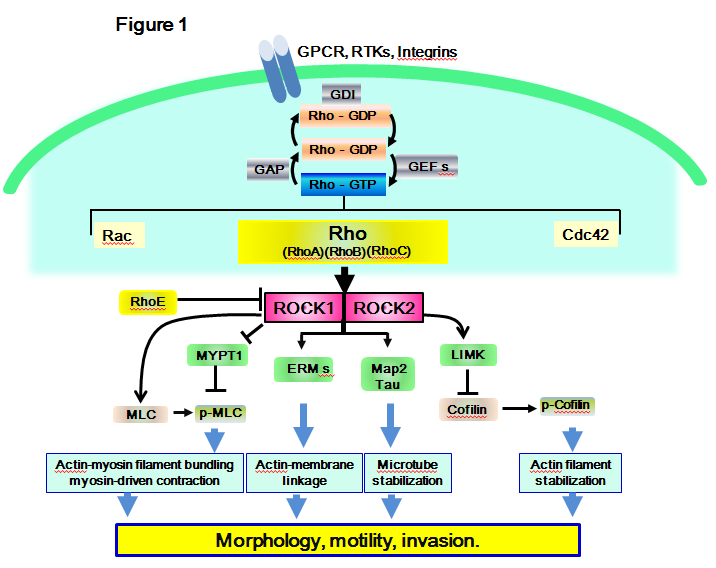 Figure 1
GPCR, RTKs, Integrins
GDI
Rho - GDP
Rho - GDP
GAP
GEF s
Rho - GTP
Rac
Rho
(RhoA)(RhoB)(RhoC)
Cdc42
RhoE
ROCK1
ROCK2
MYPT1
ERM s
Map2
Tau
LIMK
MLC
p-MLC
Cofilin
p-Cofilin
Actin-myosin filament bundling
myosin-driven contraction
Actin-membrane
linkage
Microtube
stabilization
Actin filament
stabilization
Morphology, motility, invasion.